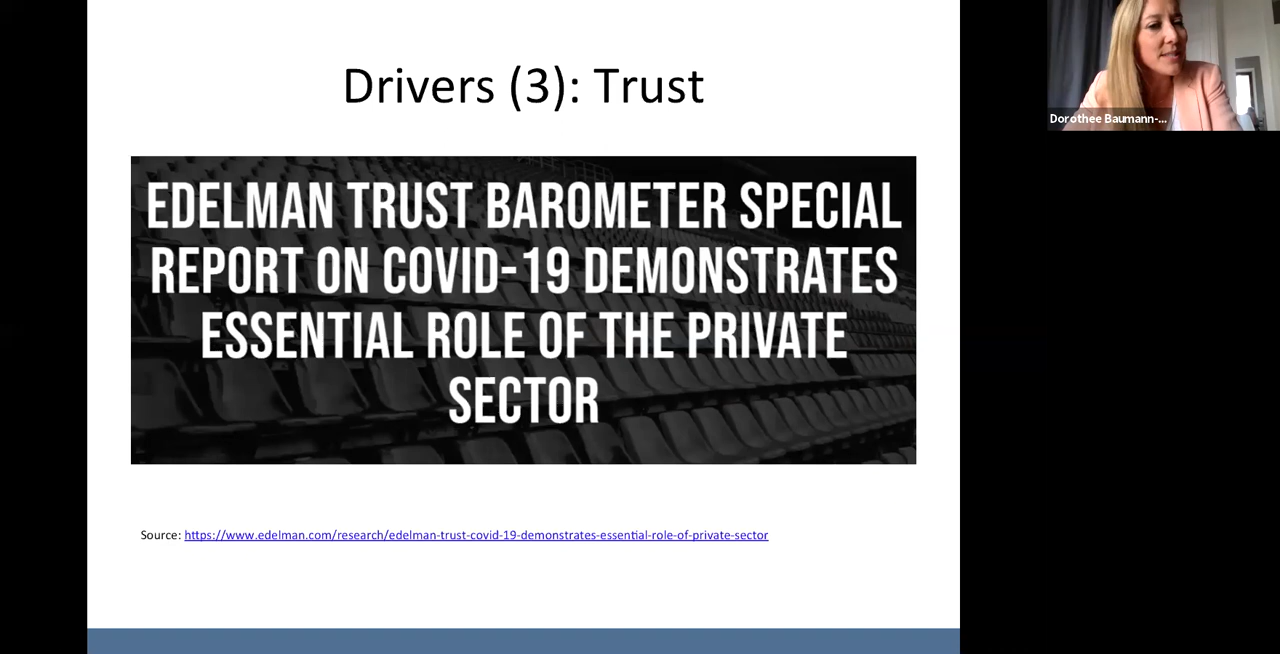 Drivers (3): Trust
EDELMAN TRUST BAROMETER SPECIAL
REPORT ON COVID-19 DEMONSTRATES
ESSENTIAL ROLE OF THE PRIVATE
SECTOR
Source: https://www.edelman.com/research/edelman-trust-covid-19-demonstrates-essential-role-of-private-sector
Dorothee Baumann-...